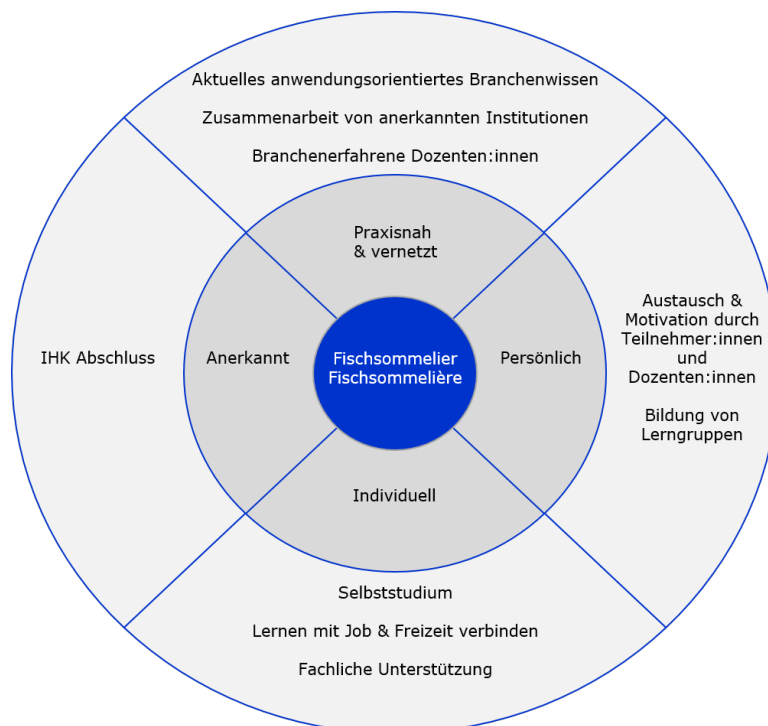 Aktuelles anwendungsorientiertes Branchenwissen
Zusammenarbeit von anerkannten Institutionen
Branchenerfahrene Dozenten:innen
Praxisnah
& vernetzt
IHK Abschluss
Anerkannt
Fischsommelier
Fischsommelière
Persönlich
Austausch &
Motivation durch
Teilnehmer:innen
und
Dozenten:innen
Bildung von
Lerngruppen
Individuell
Selbststudium
Lernen mit Job & Freizeit verbinden
Fachliche Unterstützung